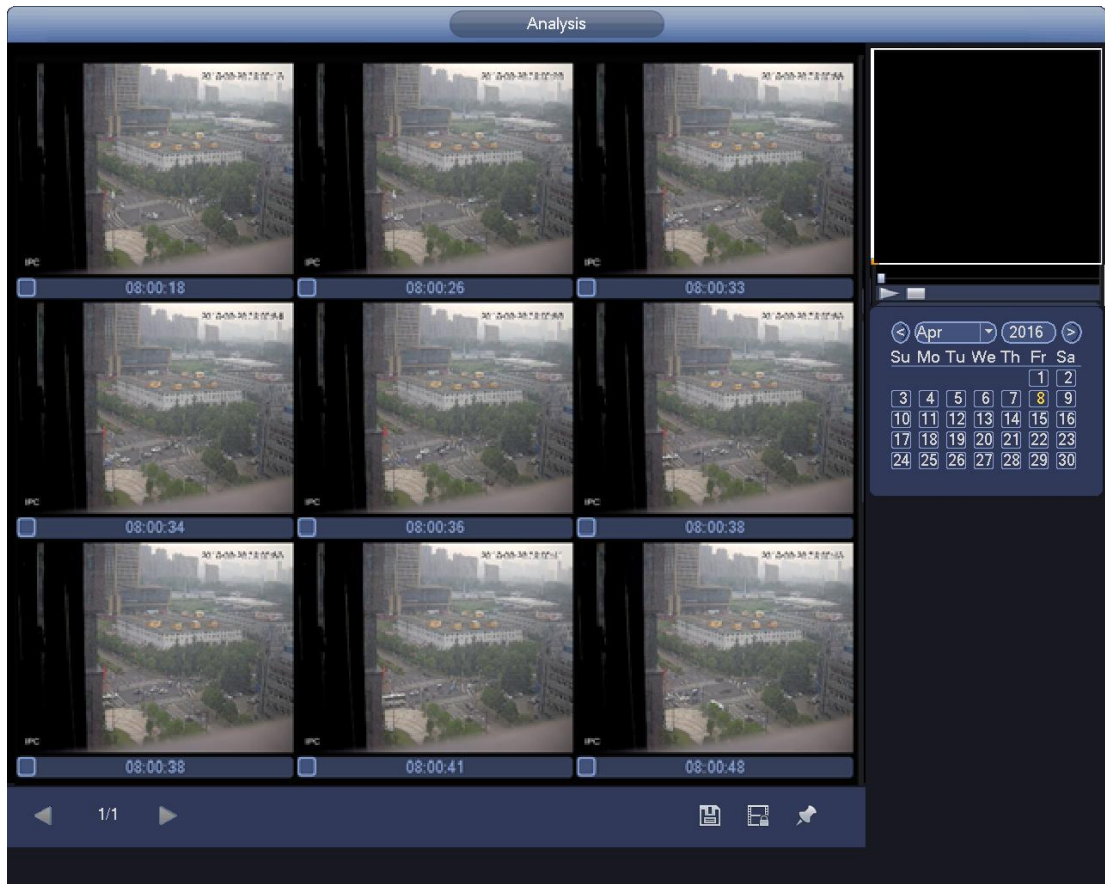 Analysis
IPC
IPC
IPC
08:00:18
08:00:26
08:00:33
IPC
IPC
IPC
08:00:34
08:00:36
08:00:38
IPC
IPC
IPC
08:00:38
08:00:41
08:00:48
1/1
< Apr 2016 >
Su Mo Tu We Th Fr Sa
1 2
3 4 5 6 7 8 9
10 11 12 13 14 15 16
17 18 19 20 21 22 23
24 25 26 27 28 29 30